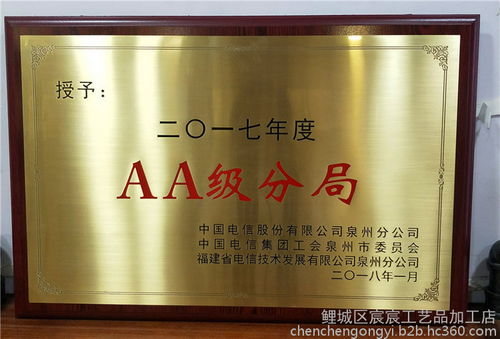 授予：
二〇一七年度
AA级分局
中国电信股份有限公司泉州分公司
中国电信集团工会泉州市委员会
福建省电信技术发展有限公司泉州分公司
二〇一八年一月
鲤城区宸宸工艺品加工店
chenchengongyi.b2b.hc360.com